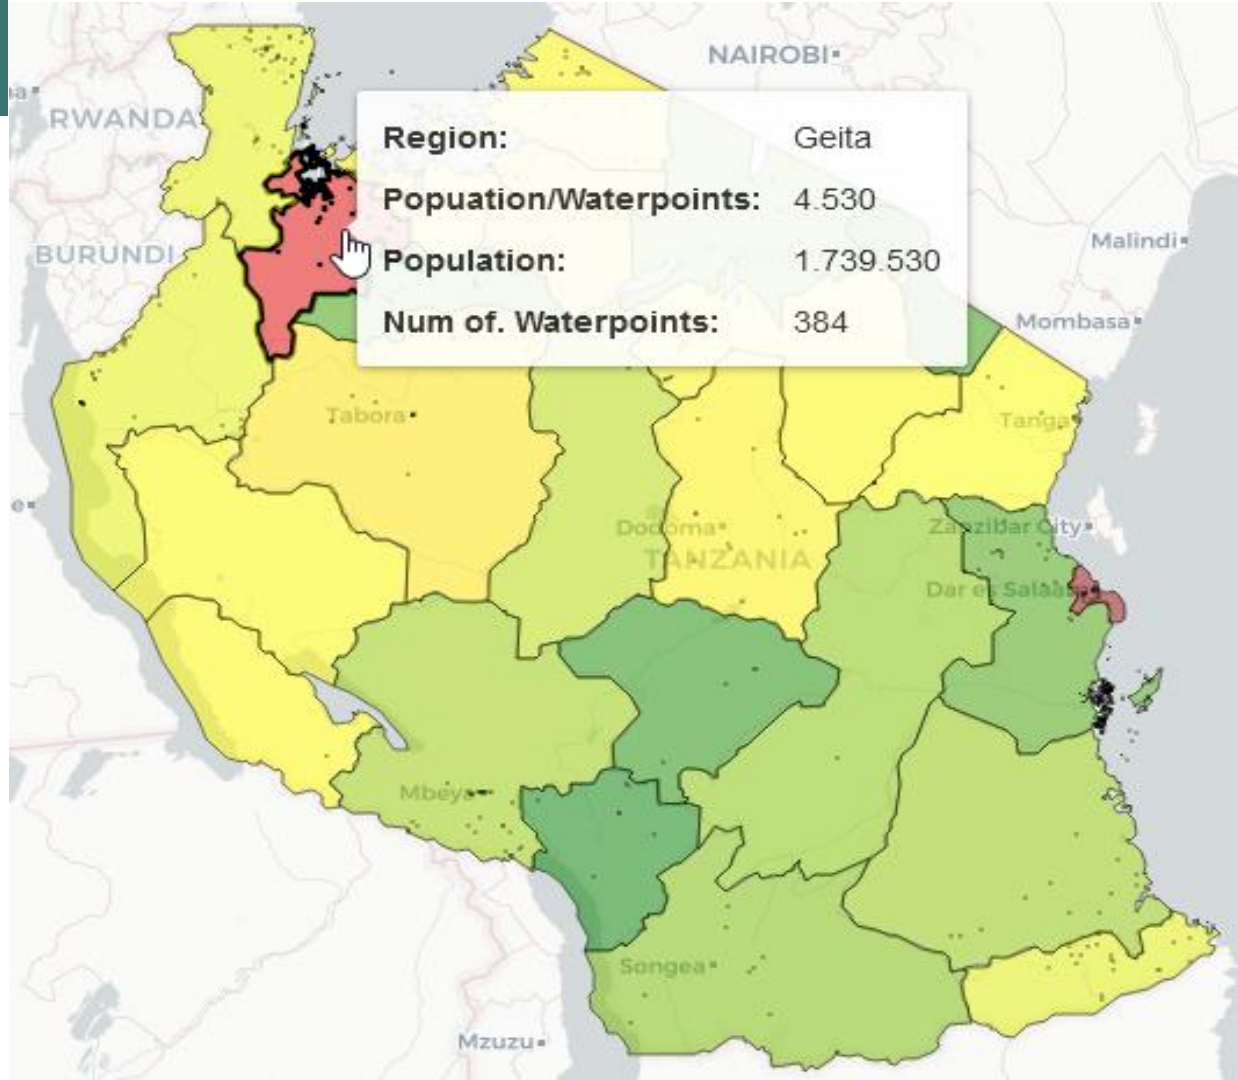 NAIROBI
RWANDA
Region: Geita
Popuation/Waterpoints: 4.530
BURUNDI
Malindi
Population: 1.739.530
Num of. Waterpoints: 384
Mombasa
Tabora
Tanga
Dodoma
Zanzibar City
TANZANIA
Dar es Salaam
Mbeya
Songea
Mzuzu